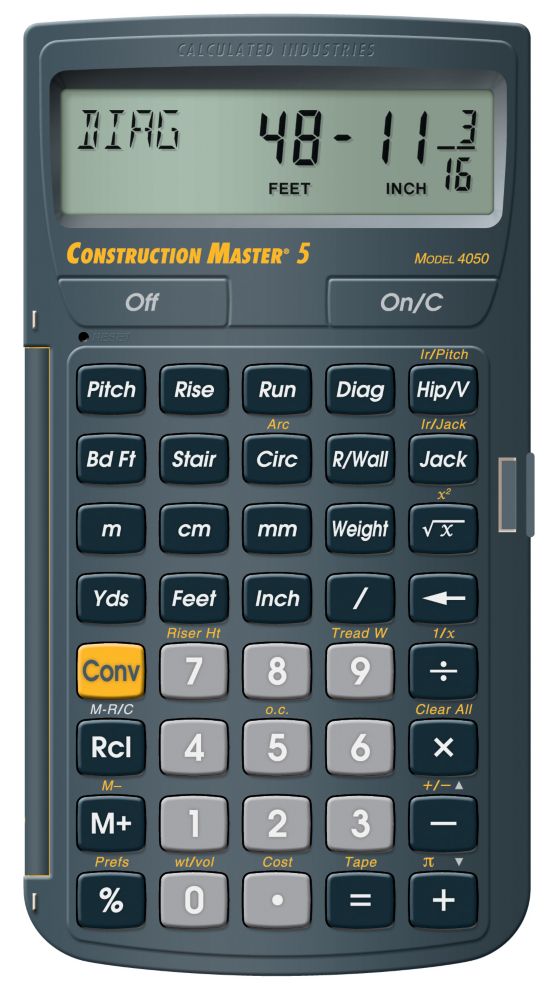 CALCULATED INDUSTRIES
DIAG 48 - 11 3/16
FEET INCH
CONSTRUCTION MASTER® 5 MODEL 4050
Off On/C
RESET
Ir/Pitch
Pitch Rise Run Diag Hip/V
Arc Ir/Jack
Bd Ft Stair Circ R/Wall Jack
x²
m cm mm Weight √x
Yds Feet Inch / ←
Riser Ht Tread W 1/x
Conv 7 8 9 ÷
M-R/C o.c. Clear All
Rcl 4 5 6 ×
M– +/– ▲
M+ 1 2 3 –
Prefs wt/vol Cost Tape π ▼
% 0 • = +